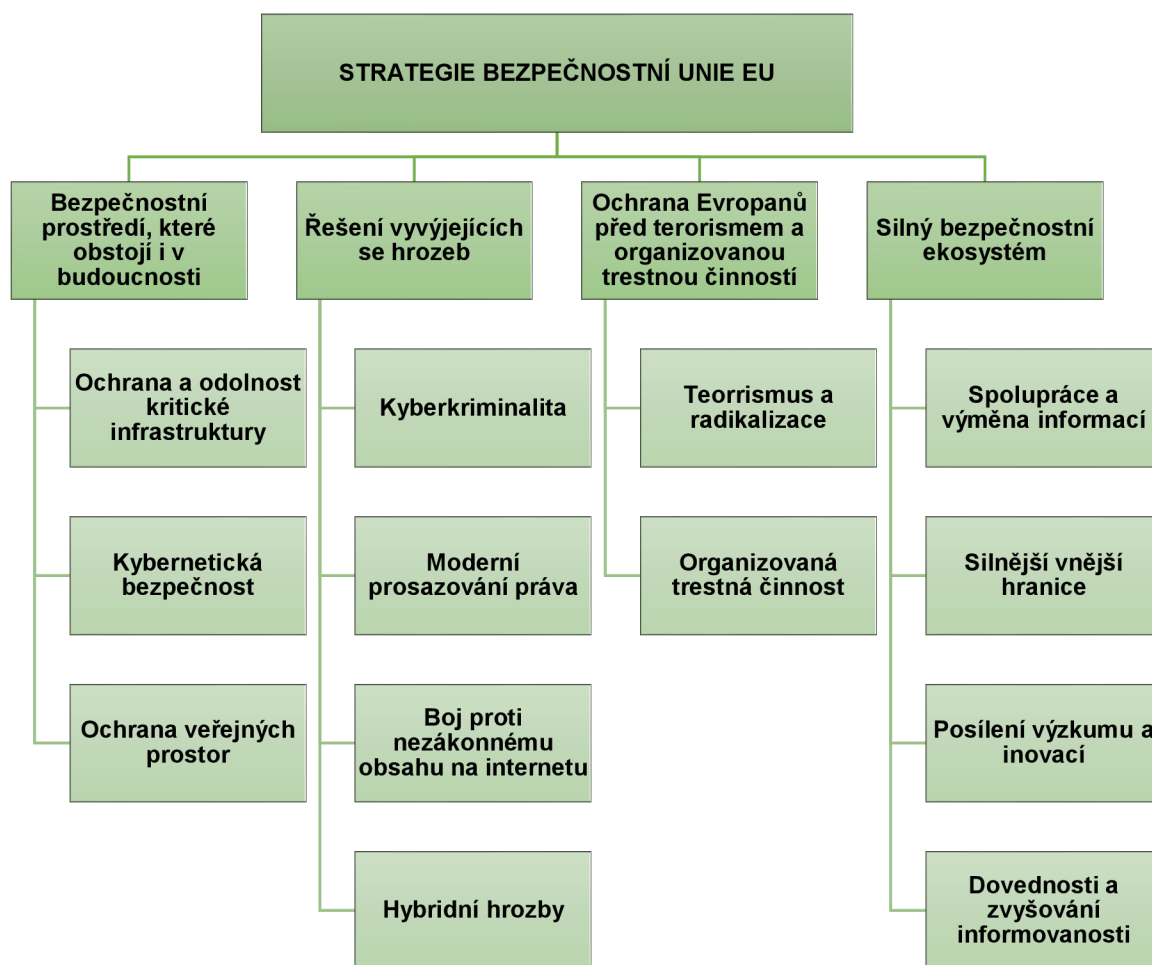 STRATEGIE BEZPEČNOSTNÍ UNIE EU
Bezpečnostní
prostředí, které
obstojí i v
budoucnosti
Ochrana a odolnost
kritické
infrastruktury
Kybernetická
bezpečnost
Ochrana veřejných
prostor
Řešení vyvýjejících
se hrozeb
Kyberkriminalita
Moderní
prosazování práva
Boj proti
nezákonnému
obsahu na internetu
Hybridní hrozby
Ochrana Evropanů
před terorismem a
organizovanou
trestnou činností
Teorrismus a
radikalizace
Organizovaná
trestná činnost
Silný bezpečnostní
ekosystém
Spolupráce a
výměna informací
Silnější vnější
hranice
Posílení výzkumu a
inovací
Dovednosti a
zvyšování
informovanosti